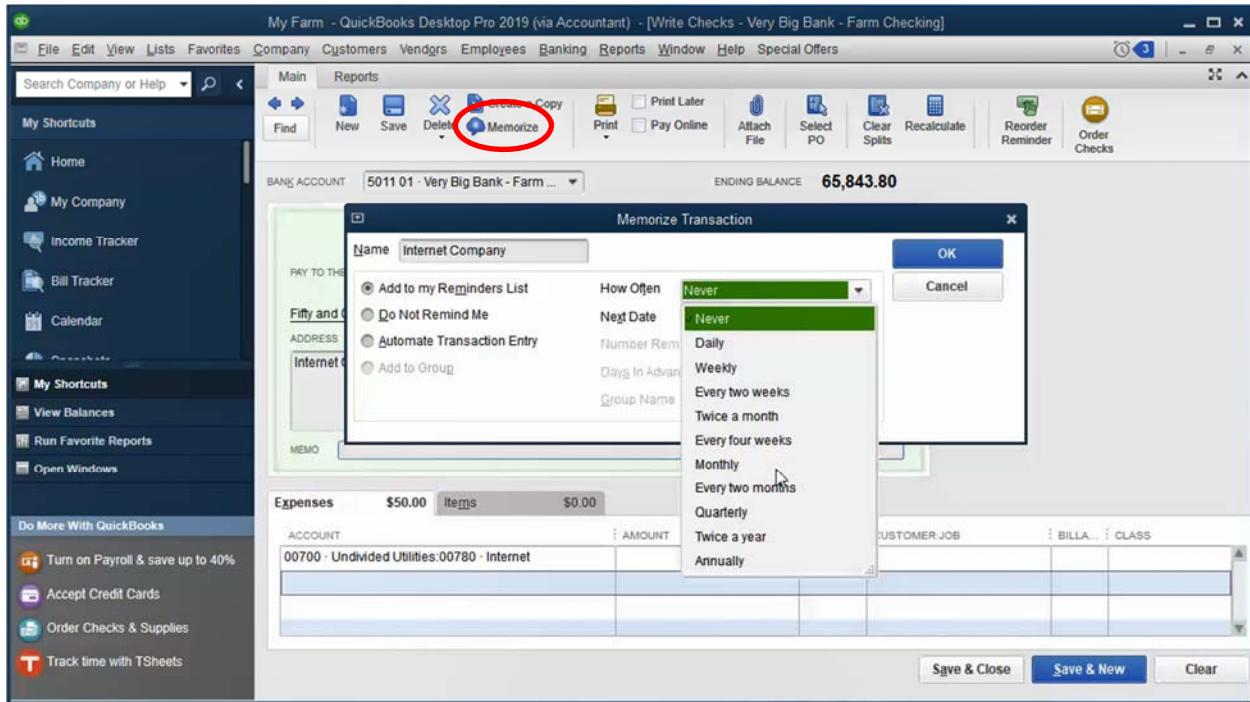 My Farm - QuickBooks Desktop Pro 2019 (via Accountant) - [Write Checks - Very Big Bank - Farm Checking]
File Edit View Lists Favorites Company Customers Vendors Employees Banking Reports Window Help Special Offers 3
Search Company or Help
Main Reports
Find New Save Delete Create a Copy
Memorize
Print Print Later
Pay Online
Attach File Select PO Clear Splits Recalculate Reorder Reminder Order Checks
My Shortcuts
Home
My Company
Income Tracker
Bill Tracker
Calendar
Snapshots
My Shortcuts
View Balances
Run Favorite Reports
Open Windows
Do More With QuickBooks
Turn on Payroll & save up to 40%
Accept Credit Cards
Order Checks & Supplies
Track time with TSheets
BANK ACCOUNT 5011 01 · Very Big Bank - Farm ... ENDING BALANCE 65,843.80
PAY TO THE
Fifty and
ADDRESS
Internet
MEMO
Memorize Transaction
Name Internet Company
OK
Cancel
Add to my Reminders List
Do Not Remind Me
Automate Transaction Entry
Add to Group
How Often Never
Next Date
Number Rem
Days In Advan
Group Name
Never
Daily
Weekly
Every two weeks
Twice a month
Every four weeks
Monthly
Every two months
Quarterly
Twice a year
Annually
Expenses $50.00 Items $0.00
ACCOUNT AMOUNT CUSTOMER:JOB BILLA... CLASS
00700 · Undivided Utilities:00780 · Internet
Save & Close Save & New Clear